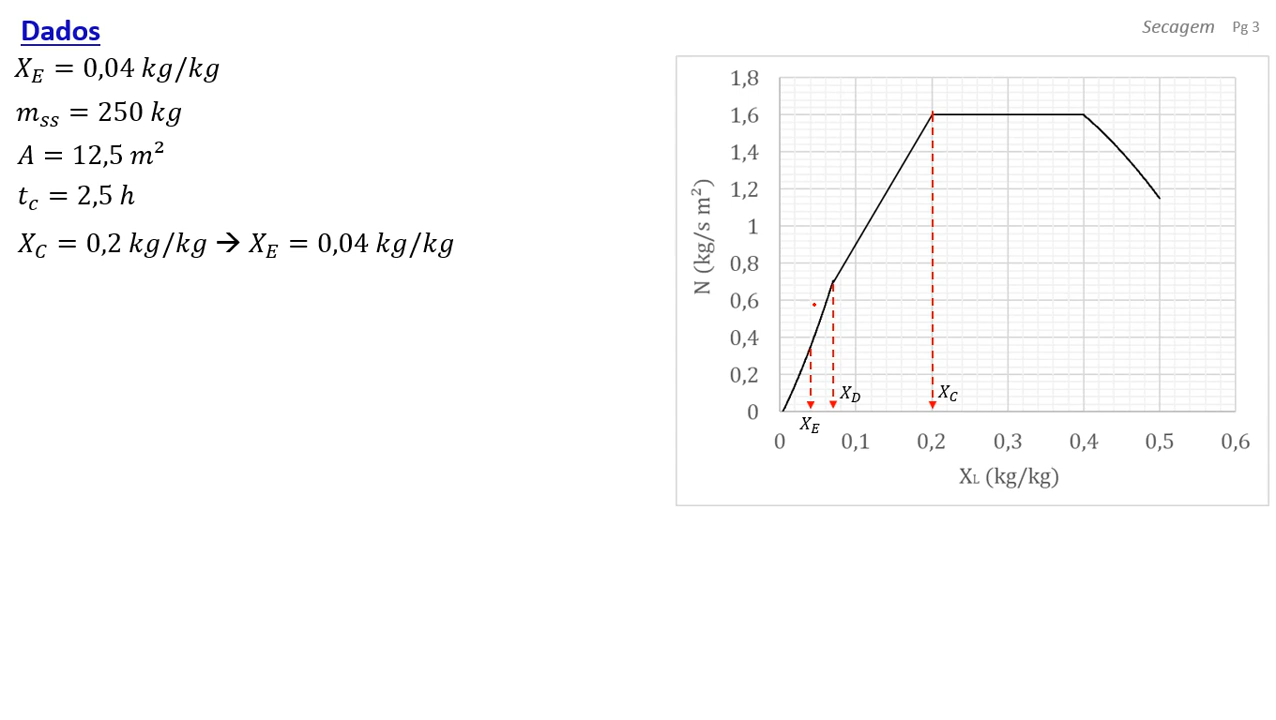 Dados
Secagem Pg 3
X_E = 0,04 kg/kg
m_ss = 250 kg
A = 12,5 m²
t_c = 2,5 h
X_C = 0,2 kg/kg → X_E = 0,04 kg/kg
1,8
1,6
1,4
1,2
1
0,8
0,6
0,4
0,2
0
N (kg/s m²)
X_D
X_C
X_E
0 0,1 0,2 0,3 0,4 0,5 0,6
X_L (kg/kg)